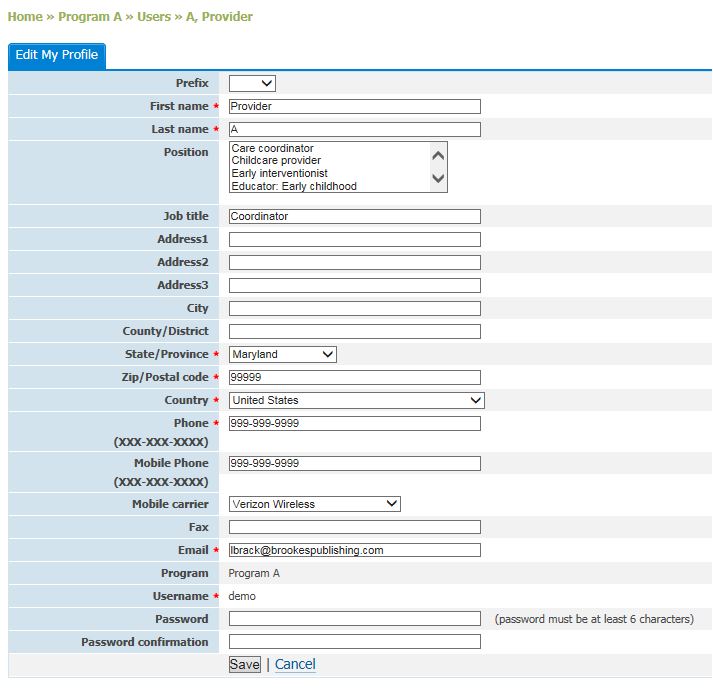 Home » Program A » Users » A, Provider
Edit My Profile
Prefix
First name * Provider
Last name * A
Position Care coordinator
Childcare provider
Early interventionist
Educator: Early childhood
Job title Coordinator
Address1
Address2
Address3
City
County/District
State/Province * Maryland
Zip/Postal code * 99999
Country * United States
Phone * 999-999-9999
(XXX-XXX-XXXX)
Mobile Phone 999-999-9999
(XXX-XXX-XXXX)
Mobile carrier Verizon Wireless
Fax
Email * lbrack@brookespublishing.com
Program Program A
Username * demo
Password (password must be at least 6 characters)
Password confirmation
Save | Cancel